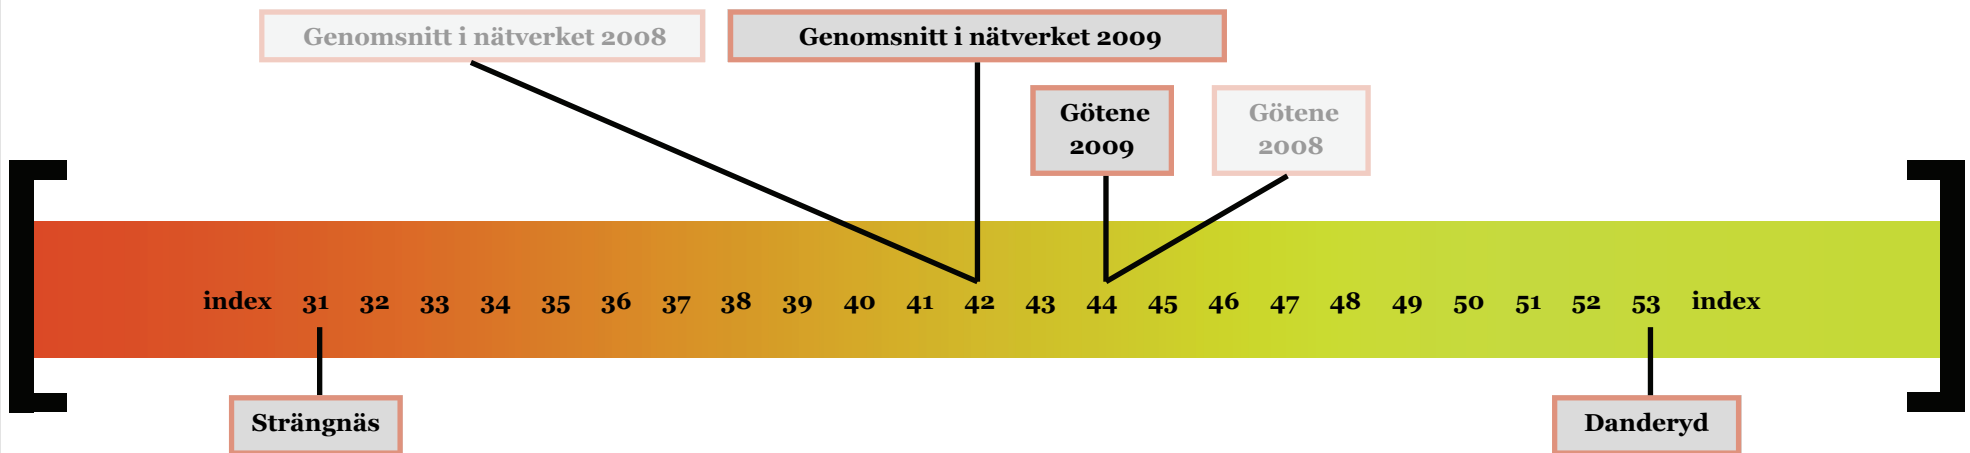 Genomsnitt i nätverket 2008
Genomsnitt i nätverket 2009
Götene
2009
Götene
2008
index 31 32 33 34 35 36 37 38 39 40 41 42 43 44 45 46 47 48 49 50 51 52 53 index
Strängnäs
Danderyd